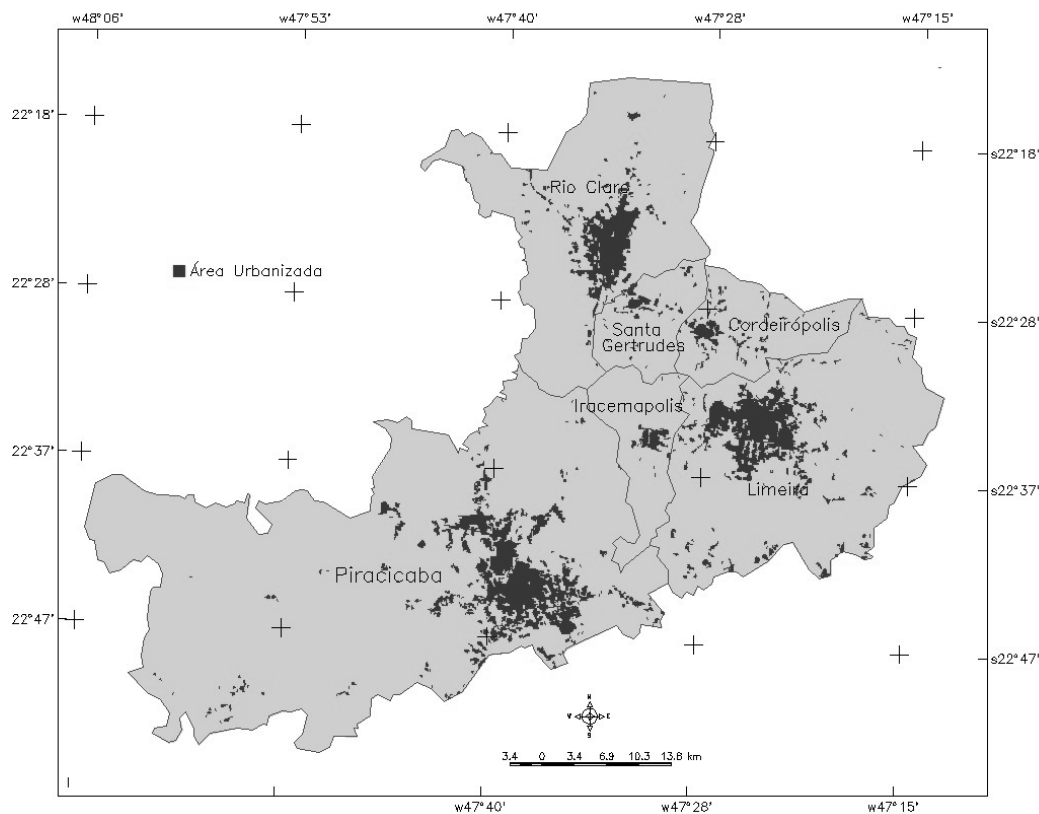 w48°06' w47°53' w47°40' w47°28' w47°15'
22°18'
s22°18'
Rio Claro
Área Urbanizada
22°28'
s22°28'
Santa Gertrudes
Cordeirópolis
Iracemapolis
22°37'
s22°37'
Limeira
Piracicaba
22°47'
s22°47'
N
W E
S
3.4 0 3.4 6.9 10.3 13.8 km
w47°40' w47°28' w47°15'